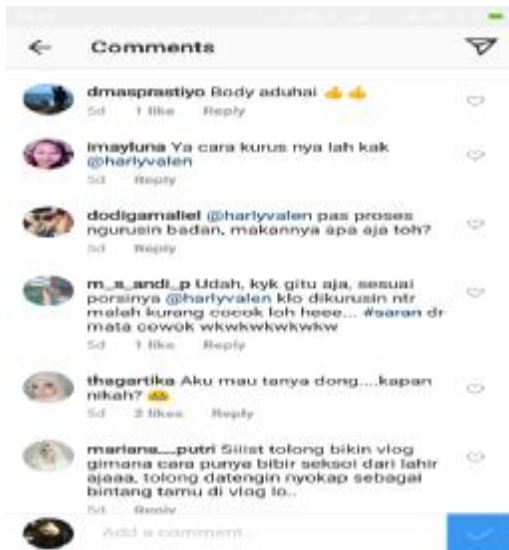 Comments
dmasprastiyo Body aduhai 👍👍
5d 1 like Reply
imayluna Ya cara kurus nya lah kak
@harlyvalen
5d Reply
dodigamaliel @harlyvalen pas proses
ngurusin badan, makannya apa aja toh?
5d Reply
m_s_andi_p Udah, kyk gitu aja, sesuai
porsinya @harlyvalen klo dikurusin ntr
malah kurang cocok loh heee... #saran dr
mata cowok wkwkwkwkwkw
5d 1 like Reply
thegartika Aku mau tanya dong....kapan
nikah?
5d 2 likes Reply
mariana__putri Siiist tolong bikin vlog
gimana cara punya bibir seksoi dari lahir
ajaaa, tolong datengin nyokap sebagai
bintang tamu di vlog lo..
5d Reply
Add a comment...